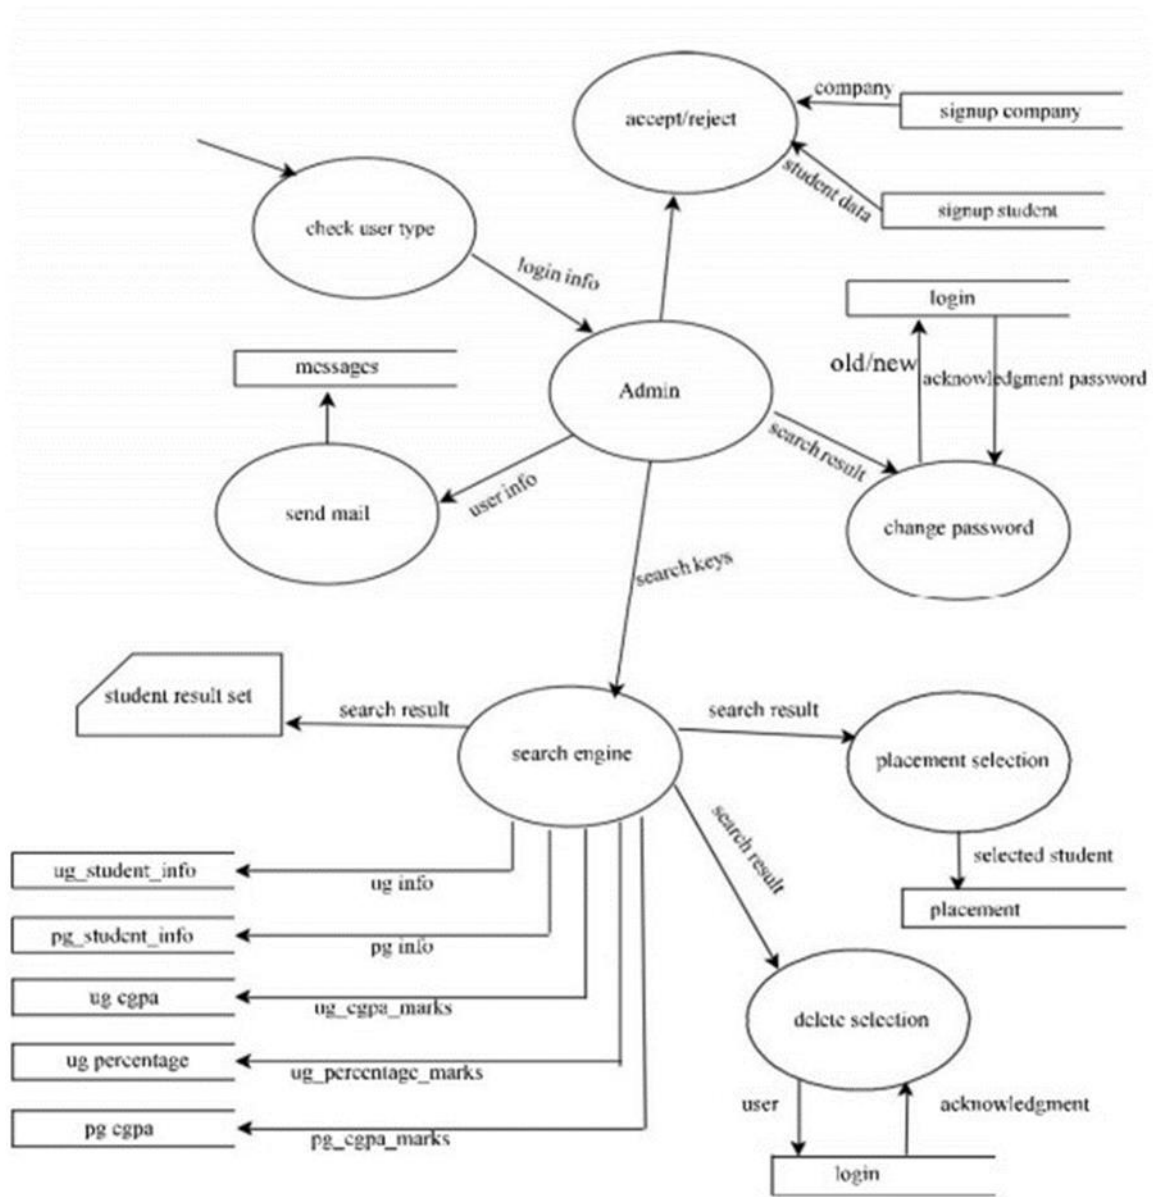 company
accept/reject
signup company
student data
signup student
check user type
login info
login
messages
old/new
acknowledgment password
Admin
search result
user info
send mail
change password
search keys
student result set
search result
search result
search engine
placement selection
search result
selected student
ug_student_info
ug info
placement
pg_student_info
pg info
ug cgpa
ug_cgpa_marks
delete selection
ug percentage
ug_percentage_marks
user
acknowledgment
pg cgpa
pg_cgpa_marks
login